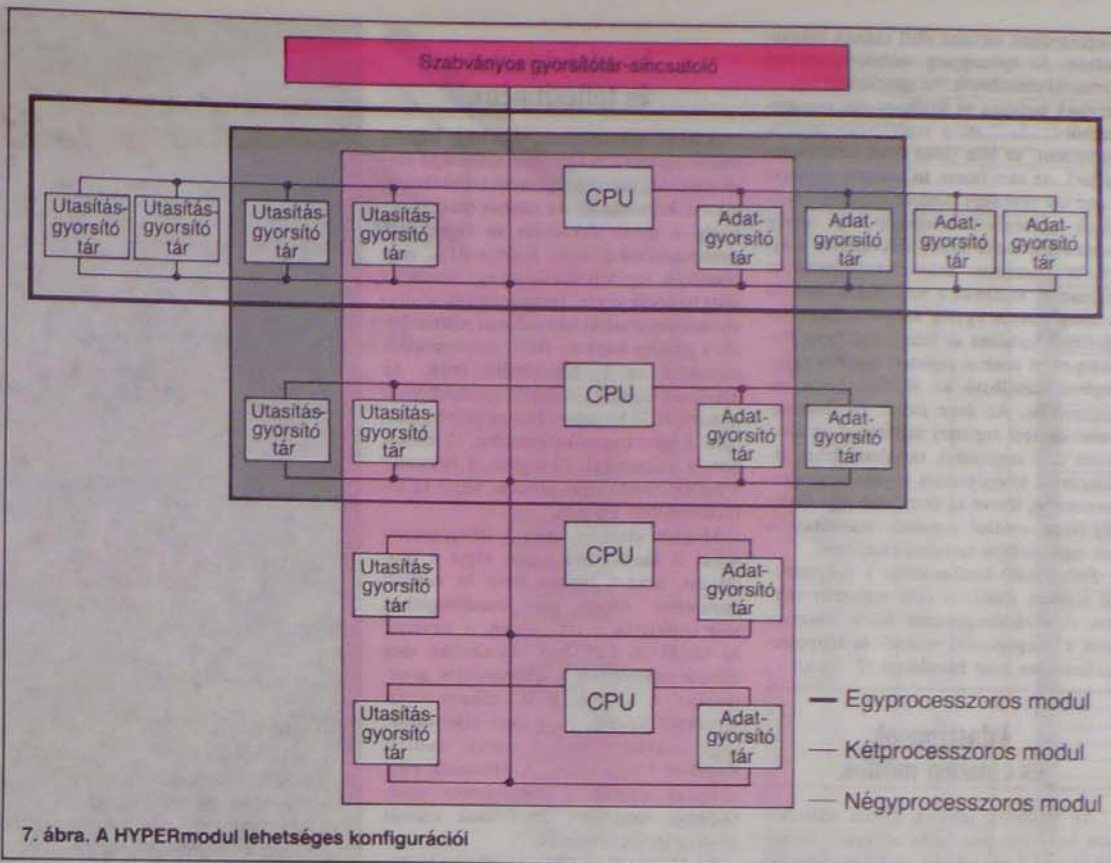 Szabványos gyorsítótár-síncsatoló
CPU
Utasítás-
gyorsító
tár
Utasítás-
gyorsító
tár
Utasítás-
gyorsító
tár
Utasítás-
gyorsító
tár
Adat-
gyorsító
tár
Adat-
gyorsító
tár
Adat-
gyorsító
tár
Adat-
gyorsító
tár
CPU
Utasítás-
gyorsító
tár
Utasítás-
gyorsító
tár
Adat-
gyorsító
tár
Adat-
gyorsító
tár
CPU
Utasítás-
gyorsító
tár
Adat-
gyorsító
tár
CPU
Utasítás-
gyorsító
tár
Adat-
gyorsító
tár
Egyprocesszoros modul
Kétprocesszoros modul
Négyprocesszoros modul
7. ábra. A HYPERmodul lehetséges konfigurációi